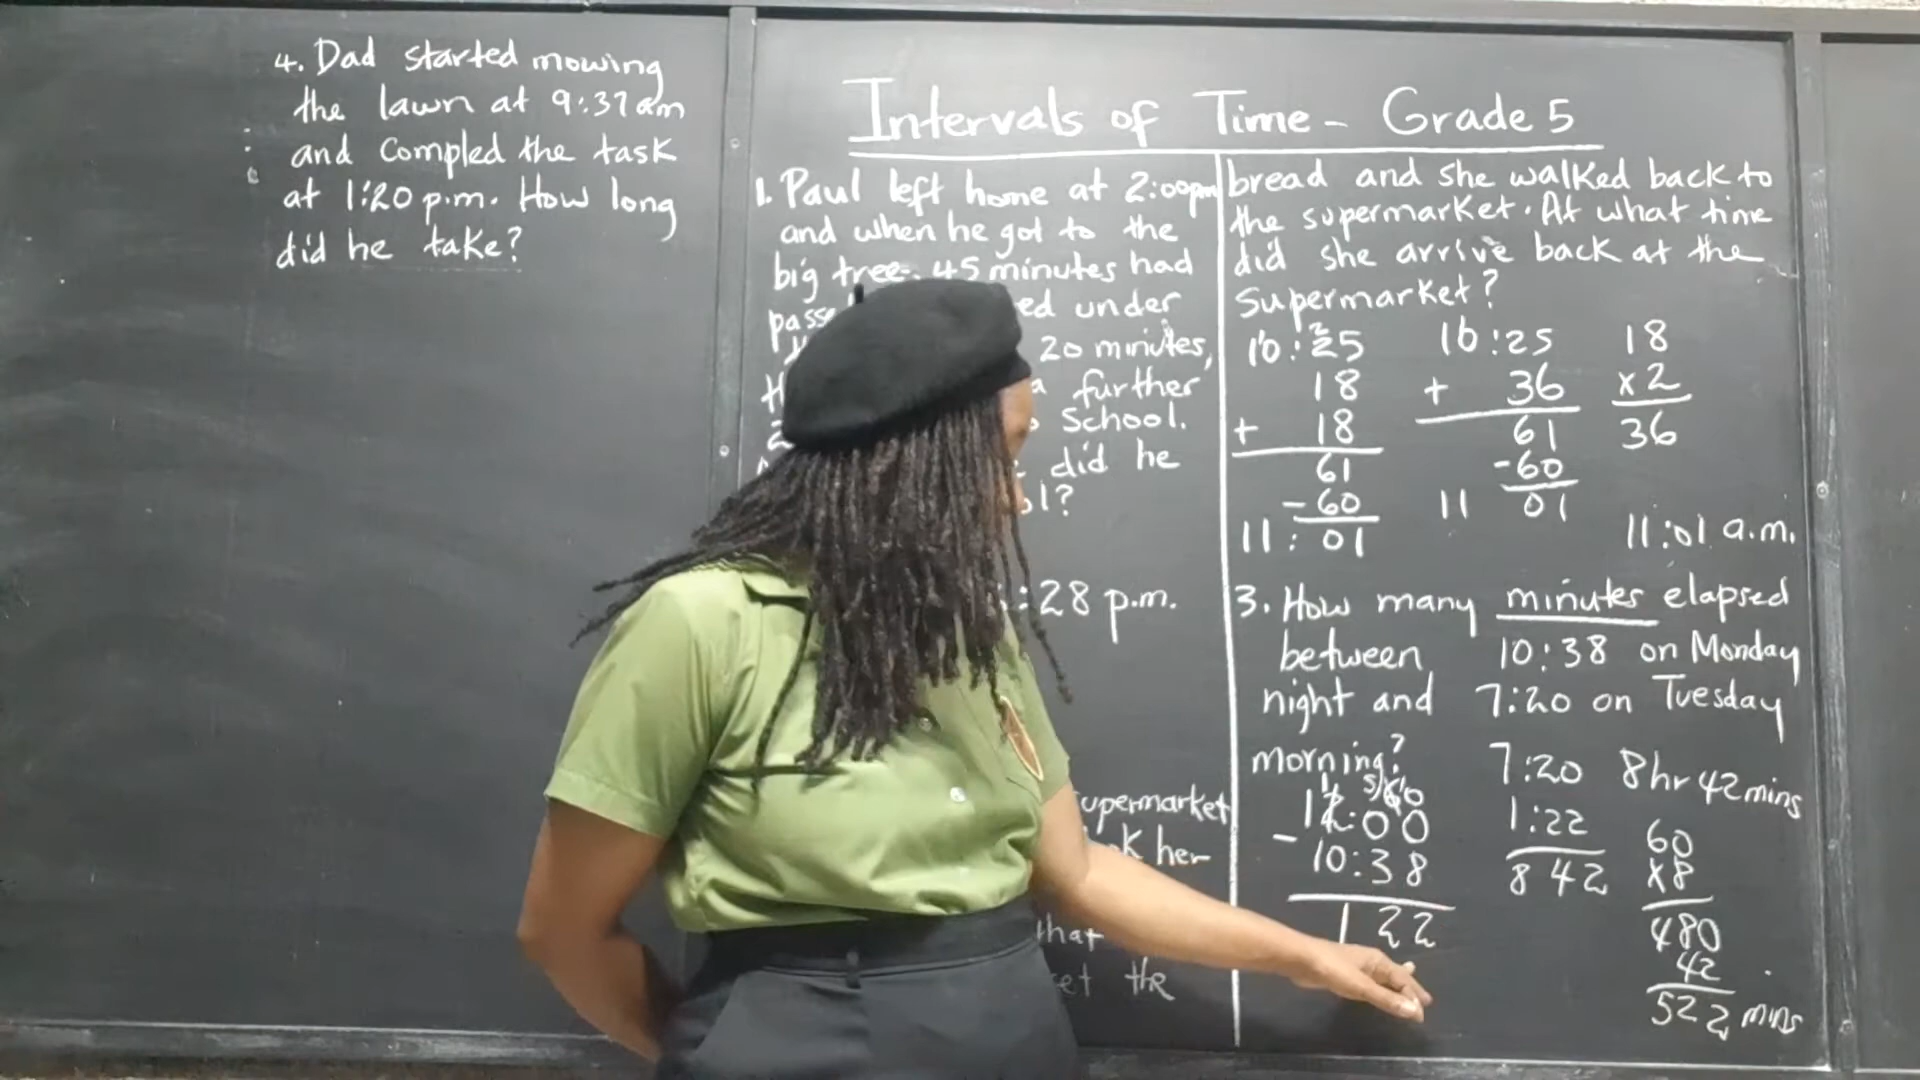 4. Dad started mowing
the lawn at 9:37am
and Compled the task
at 1:20 p.m. How long
did he take?
Intervals of Time - Grade 5
1. Paul left home at 2:00pm
and when he got to the
big tree. 45 minutes had
under
20 minutes,
a further
School.
did he
:28 p.m.
upermarket
her
that
the
bread and she walked back to
the supermarket. At what time
did she arrive back at the
Supermarket?
10:25 2
18
+ 18
61
-60
11:01
10:25
+ 36
61
-60
11 01
18
x2
36
11:01 a.m.
3. How many minutes elapsed
between 10:38 on Monday
night and 7:20 on Tuesday
morning?
12:00
- 10:38
1 22
7:20
1:22
8 42
8hr 42mins
60
x8
480
42
522 mins